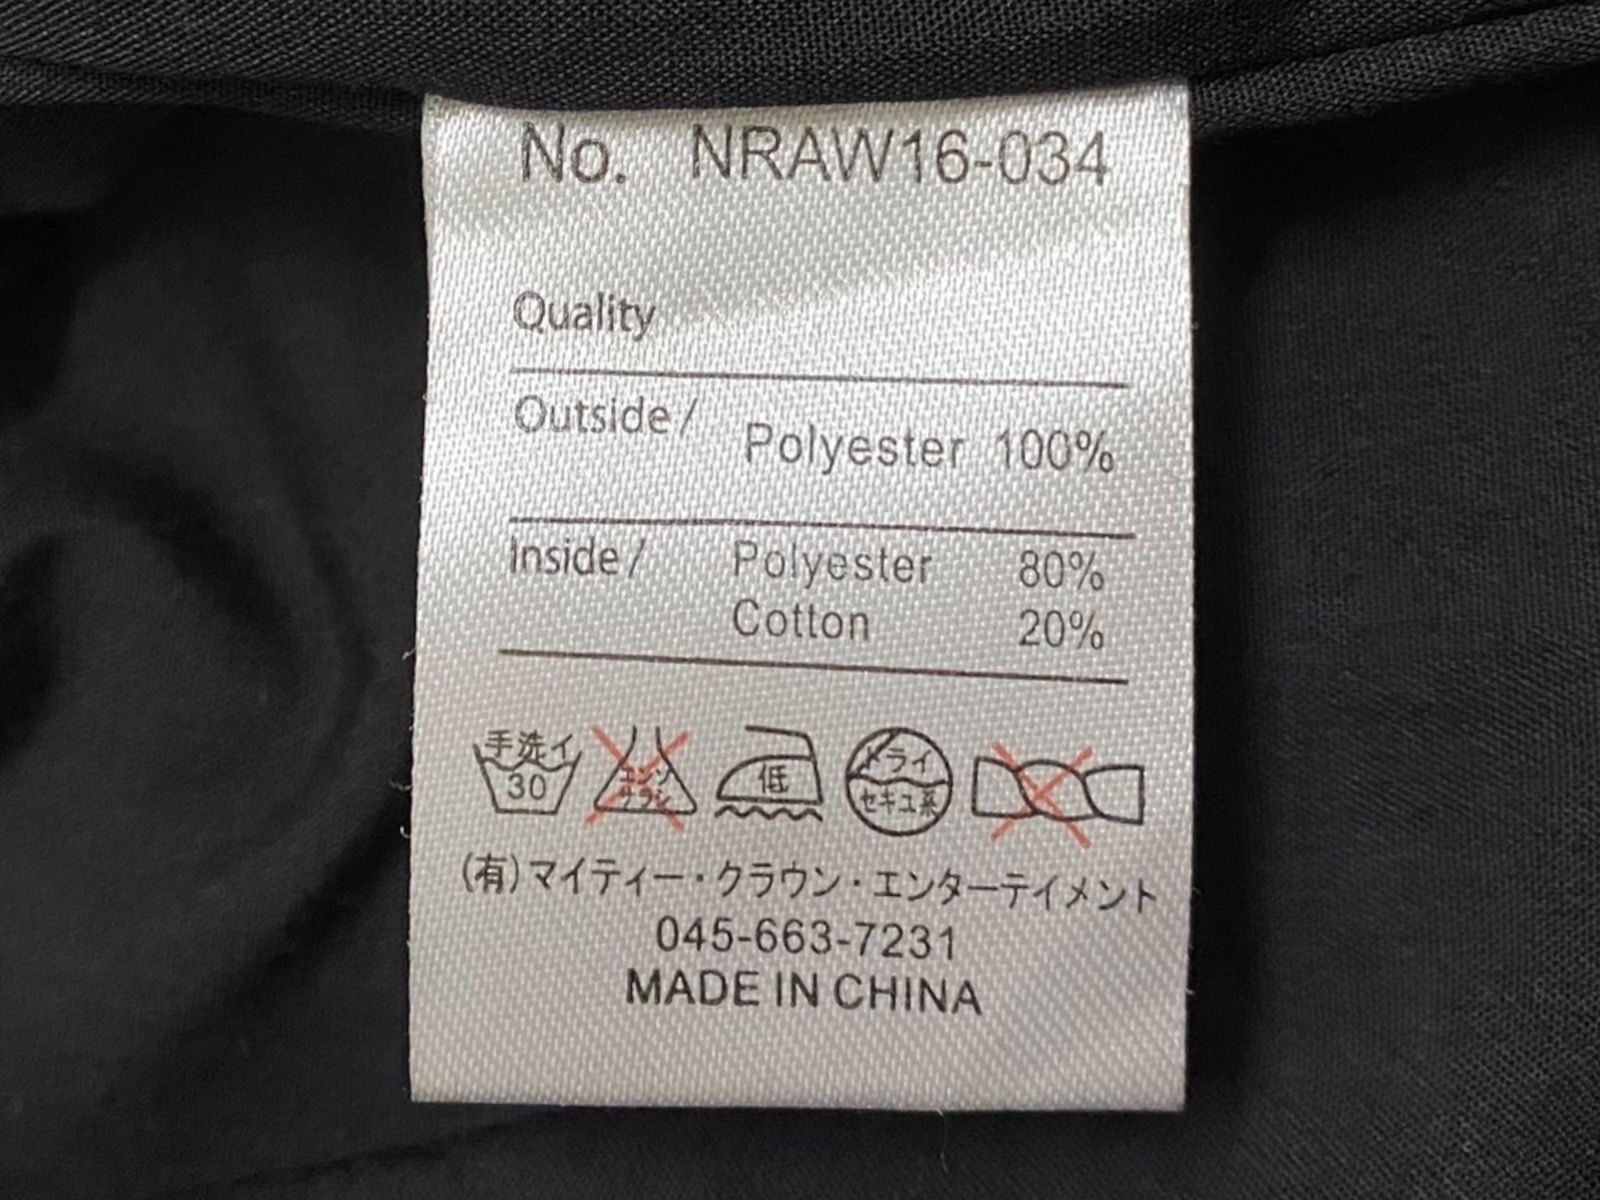 No. NRAW16-034
Quality
Outside/ Polyester 100%
Inside/ Polyester 80%
Cotton 20%
手洗イ エンソ 低 ドライ
30 サラシ セキユ系
(有)マイティー・クラウン・エンターテイメント
045-663-7231
MADE IN CHINA